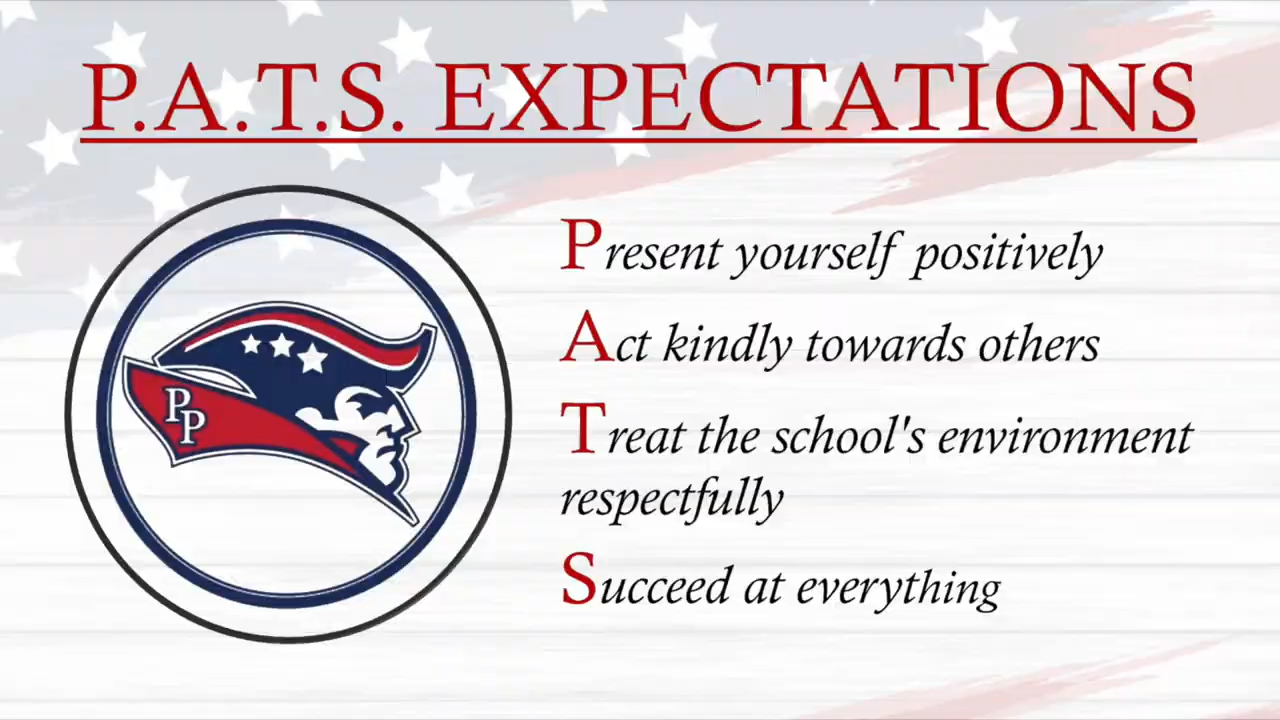 P.A.T.S. EXPECTATIONS
PP
Present yourself positively
Act kindly towards others
Treat the school's environment
respectfully
Succeed at everything